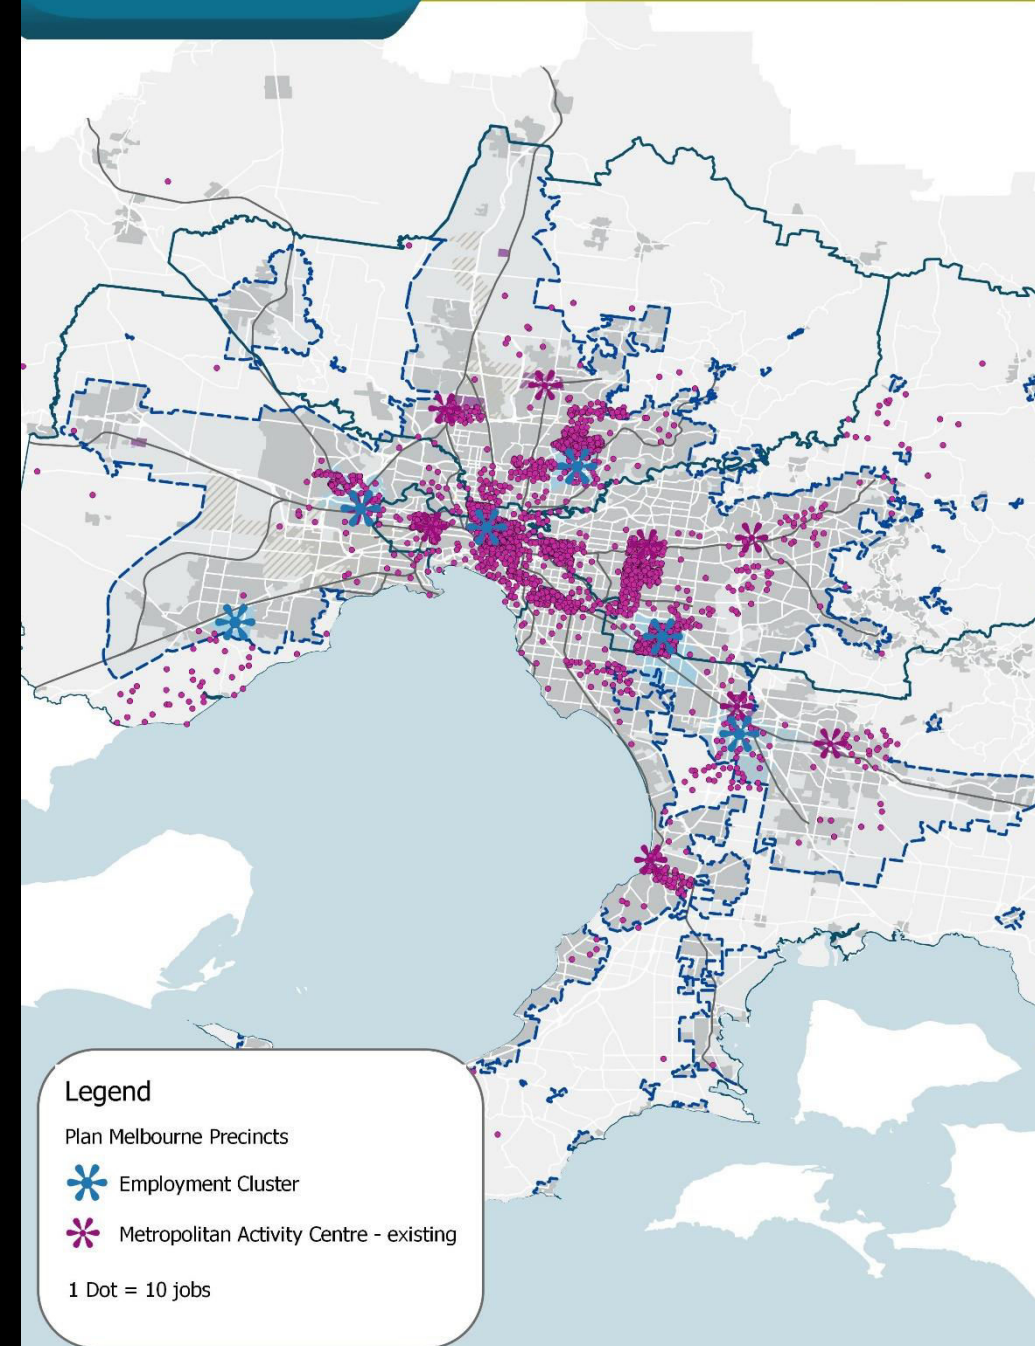 Legend
Plan Melbourne Precincts
Employment Cluster
Metropolitan Activity Centre - existing
1 Dot = 10 jobs